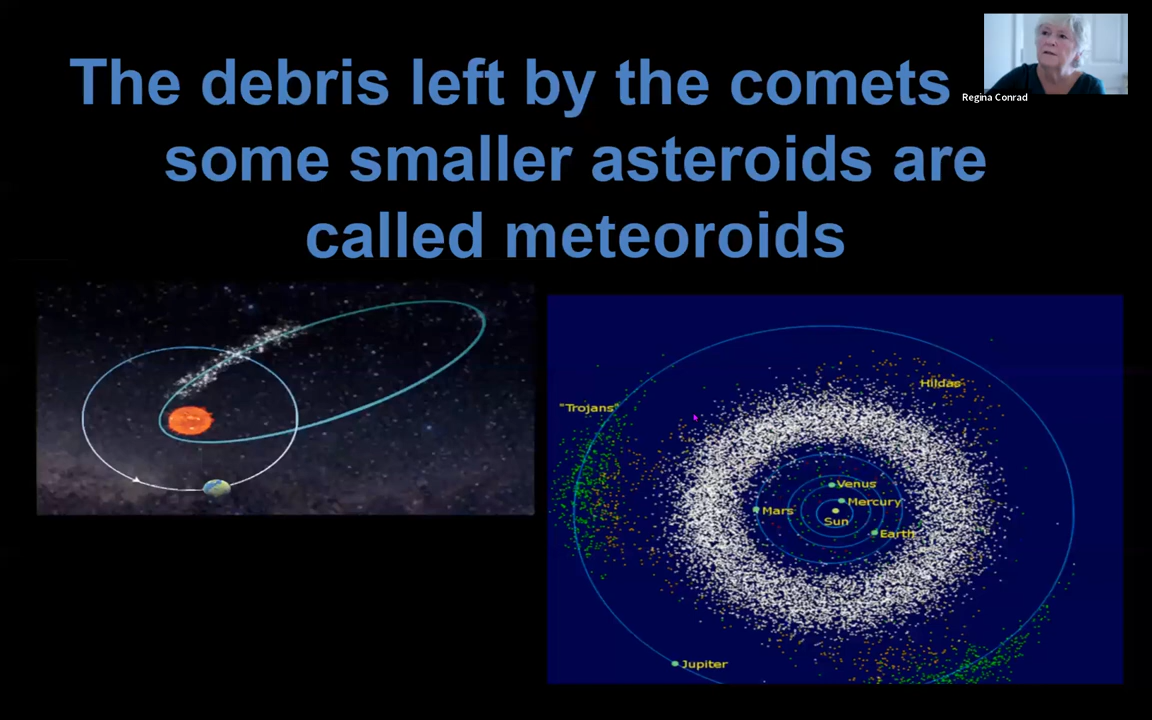 The debris left by the comets
some smaller asteroids are
called meteoroids
Regina Conrad
Hildas
"Trojans"
Venus
Mercury
Mars
Sun
Earth
Jupiter